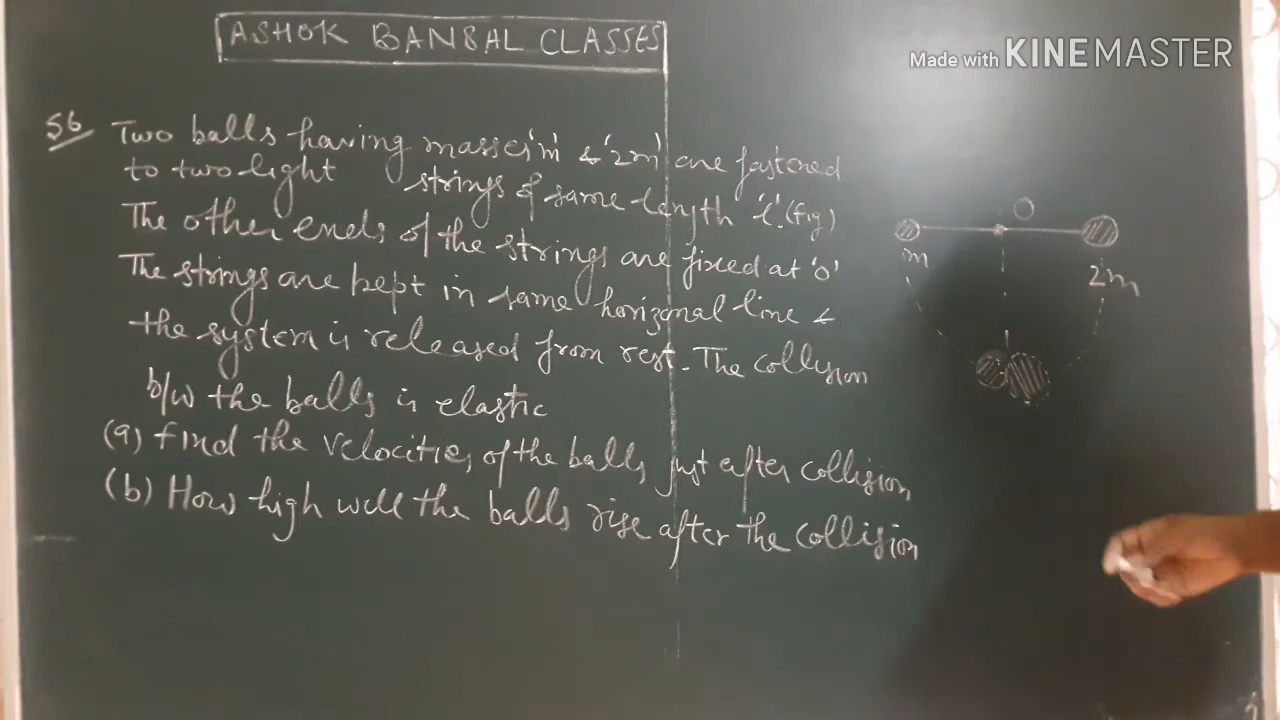 ASHOK BANSAL CLASSES
Made with KINEMASTER
56 Two balls having masses 'm' & '2m' are fastened
to two light strings of same length 'l'. (fig)
The other ends of the strings are fixed at 'O'
The strings are kept in same horizonal line &
the system is released from rest. The collysion
b/w the balls is elastic
(a) find the velocities of the balls just after collision
(b) How high will the balls rise after the collision
O
m
2m